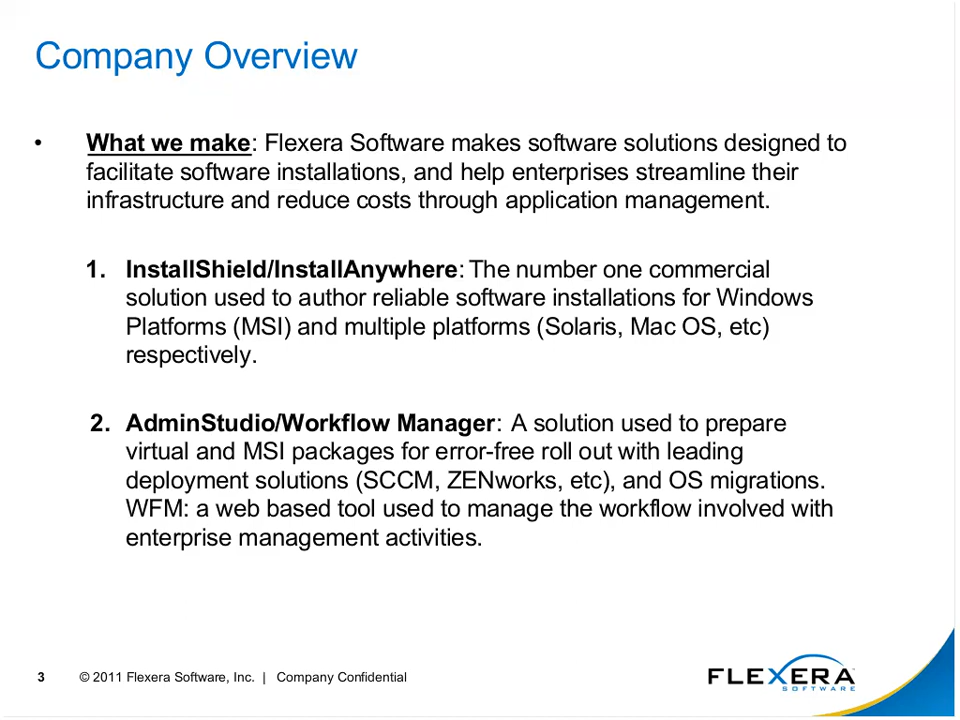 Company Overview
• What we make: Flexera Software makes software solutions designed to
facilitate software installations, and help enterprises streamline their
infrastructure and reduce costs through application management.
1. InstallShield/InstallAnywhere: The number one commercial
solution used to author reliable software installations for Windows
Platforms (MSI) and multiple platforms (Solaris, Mac OS, etc)
respectively.
2. AdminStudio/Workflow Manager: A solution used to prepare
virtual and MSI packages for error-free roll out with leading
deployment solutions (SCCM, ZENworks, etc), and OS migrations.
WFM: a web based tool used to manage the workflow involved with
enterprise management activities.
3 © 2011 Flexera Software, Inc. | Company Confidential
FLEXERA
SOFTWARE